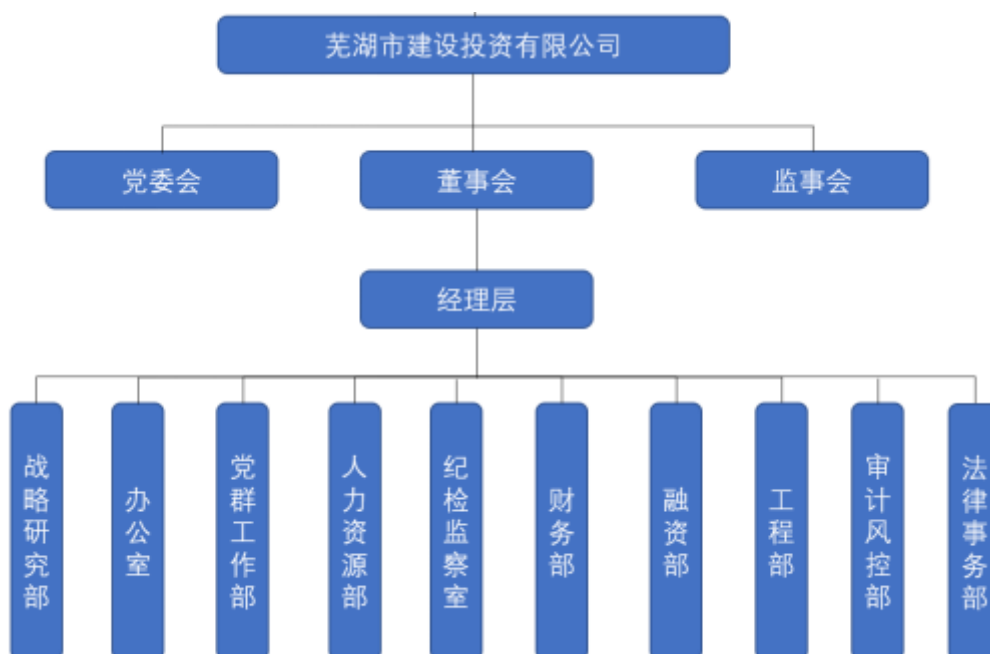 芜湖市建设投资有限公司
党委会
董事会
监事会
经理层
战略研究部
办公室
党群工作部
人力资源部
纪检监察室
财务部
融资部
工程部
审计风控部
法律事务部